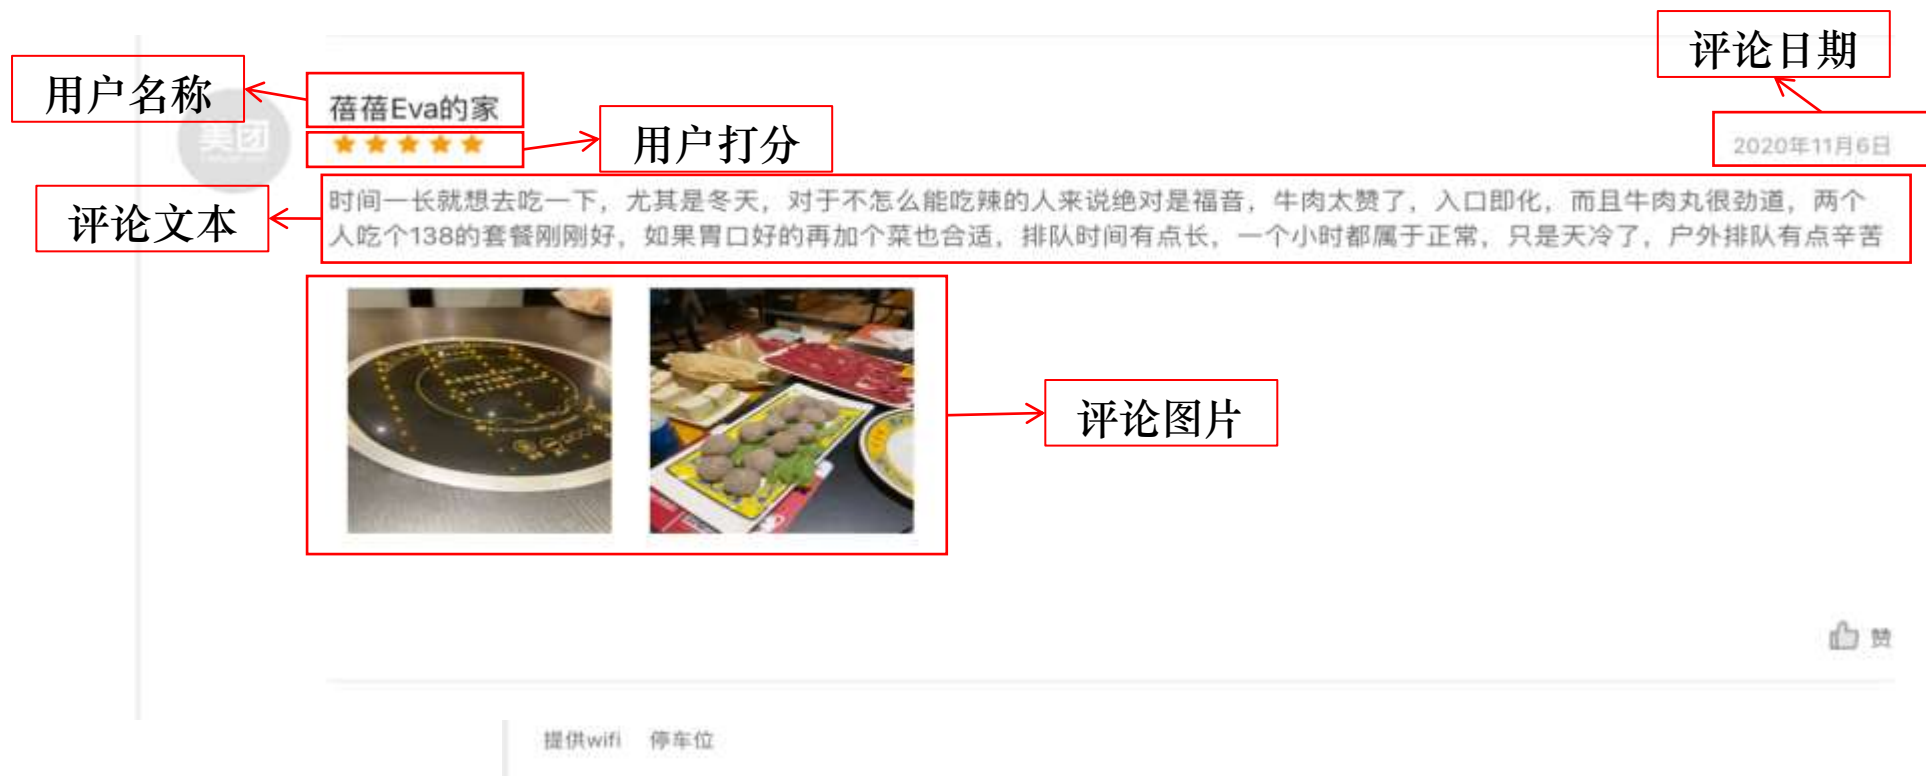 评论日期
用户名称
蓓蓓Eva的家
美团
用户打分
2020年11月6日
评论文本
时间一长就想去吃一下，尤其是冬天，对于不怎么能吃辣的人来说绝对是福音，牛肉太赞了，入口即化，而且牛肉丸很劲道，两个
人吃个138的套餐刚刚好，如果胃口好的再加个菜也合适，排队时间有点长，一个小时都属于正常，只是天冷了，户外排队有点辛苦
评论图片
赞
提供wifi 停车位